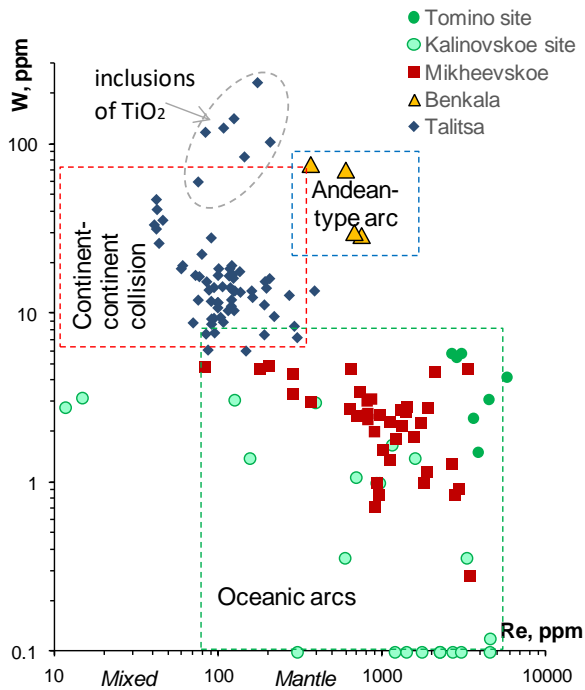 Tomino site
Kalinovskoe site
Mikheevskoe
Benkala
Talitsa
W, ppm
inclusions
of TiO₂
100
10
1
0.1
Andean-
type arc
Continent-
continent
collision
Oceanic arcs
Re, ppm
10
100
1000
10000
Mixed
Mantle